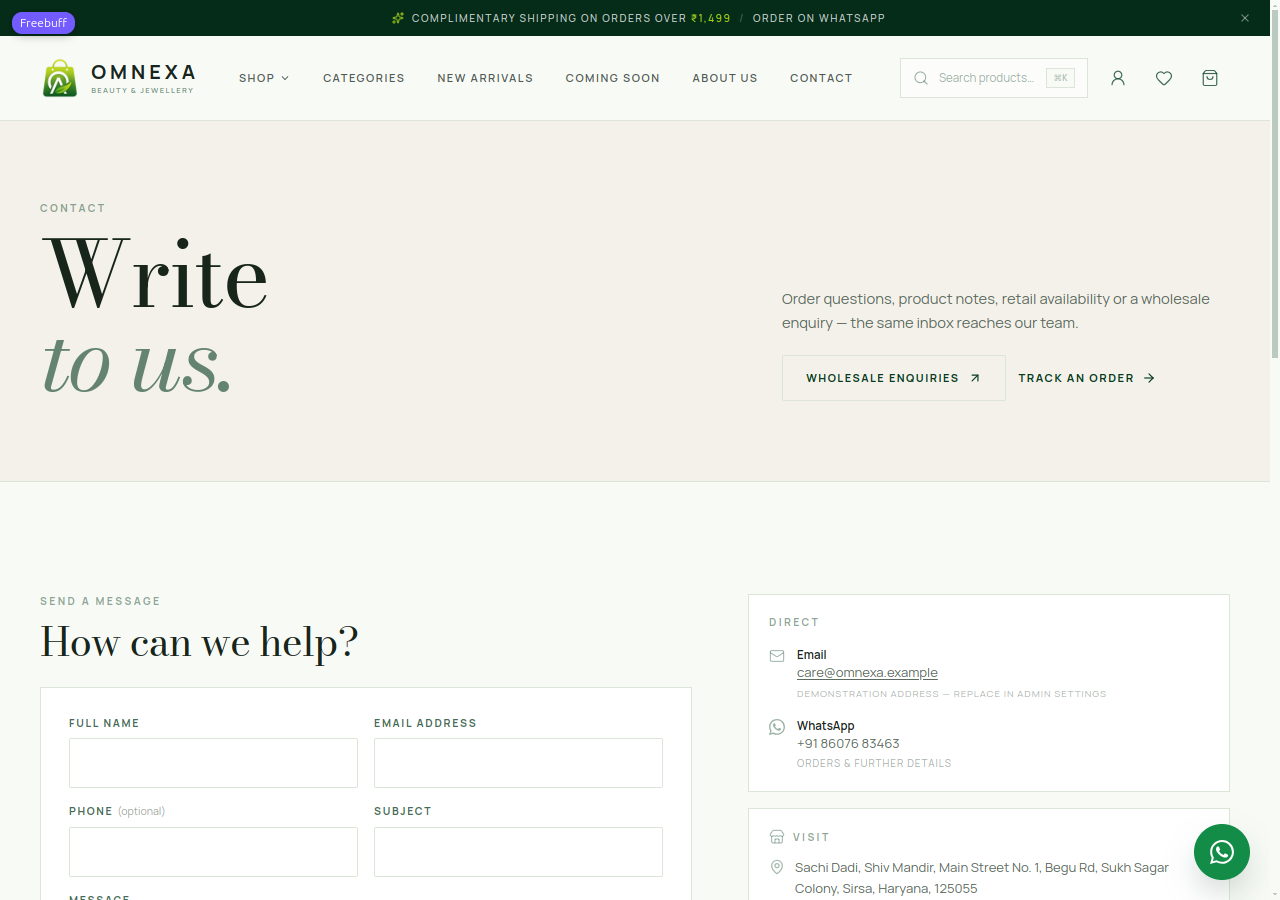 Freebuff
COMPLIMENTARY SHIPPING ON ORDERS OVER ₹1,499 / ORDER ON WHATSAPP
OMNEXA
BEAUTY & JEWELLERY
SHOP
CATEGORIES
NEW ARRIVALS
COMING SOON
ABOUT US
CONTACT
Search products...
⌘K
CONTACT
Write
to us.
Order questions, product notes, retail availability or a wholesale
enquiry — the same inbox reaches our team.
WHOLESALE ENQUIRIES
TRACK AN ORDER
SEND A MESSAGE
How can we help?
FULL NAME
EMAIL ADDRESS
PHONE (optional)
SUBJECT
MESSAGE
DIRECT
Email
care@omnexa.example
DEMONSTRATION ADDRESS — REPLACE IN ADMIN SETTINGS
WhatsApp
+91 86076 83463
ORDERS & FURTHER DETAILS
VISIT
Sachi Dadi, Shiv Mandir, Main Street No. 1, Begu Rd, Sukh Sagar
Colony, Sirsa, Haryana, 125055